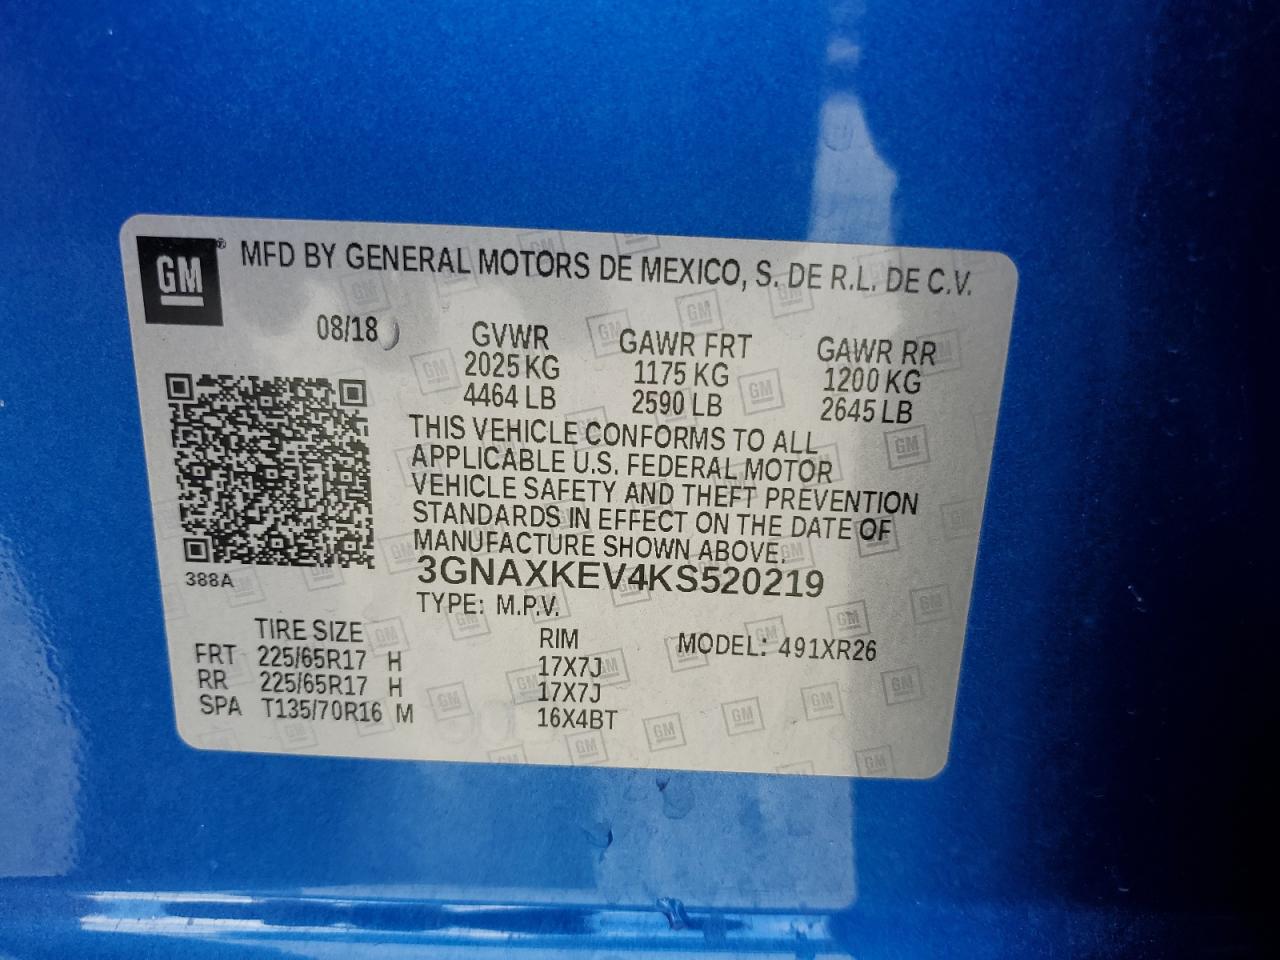 GM ® MFD BY GENERAL MOTORS DE MEXICO, S. DE R.L. DE C.V.
08/18 GVWR GAWR FRT GAWR RR
2025 KG 1175 KG 1200 KG
4464 LB 2590 LB 2645 LB
THIS VEHICLE CONFORMS TO ALL
APPLICABLE U.S. FEDERAL MOTOR
VEHICLE SAFETY AND THEFT PREVENTION
STANDARDS IN EFFECT ON THE DATE OF
MANUFACTURE SHOWN ABOVE.
388A
3GNAXKEV4KS520219
TYPE: M.P.V.
TIRE SIZE RIM MODEL: 491XR26
FRT 225/65R17 H 17X7J
RR 225/65R17 H 17X7J
SPA T135/70R16 M 16X4BT